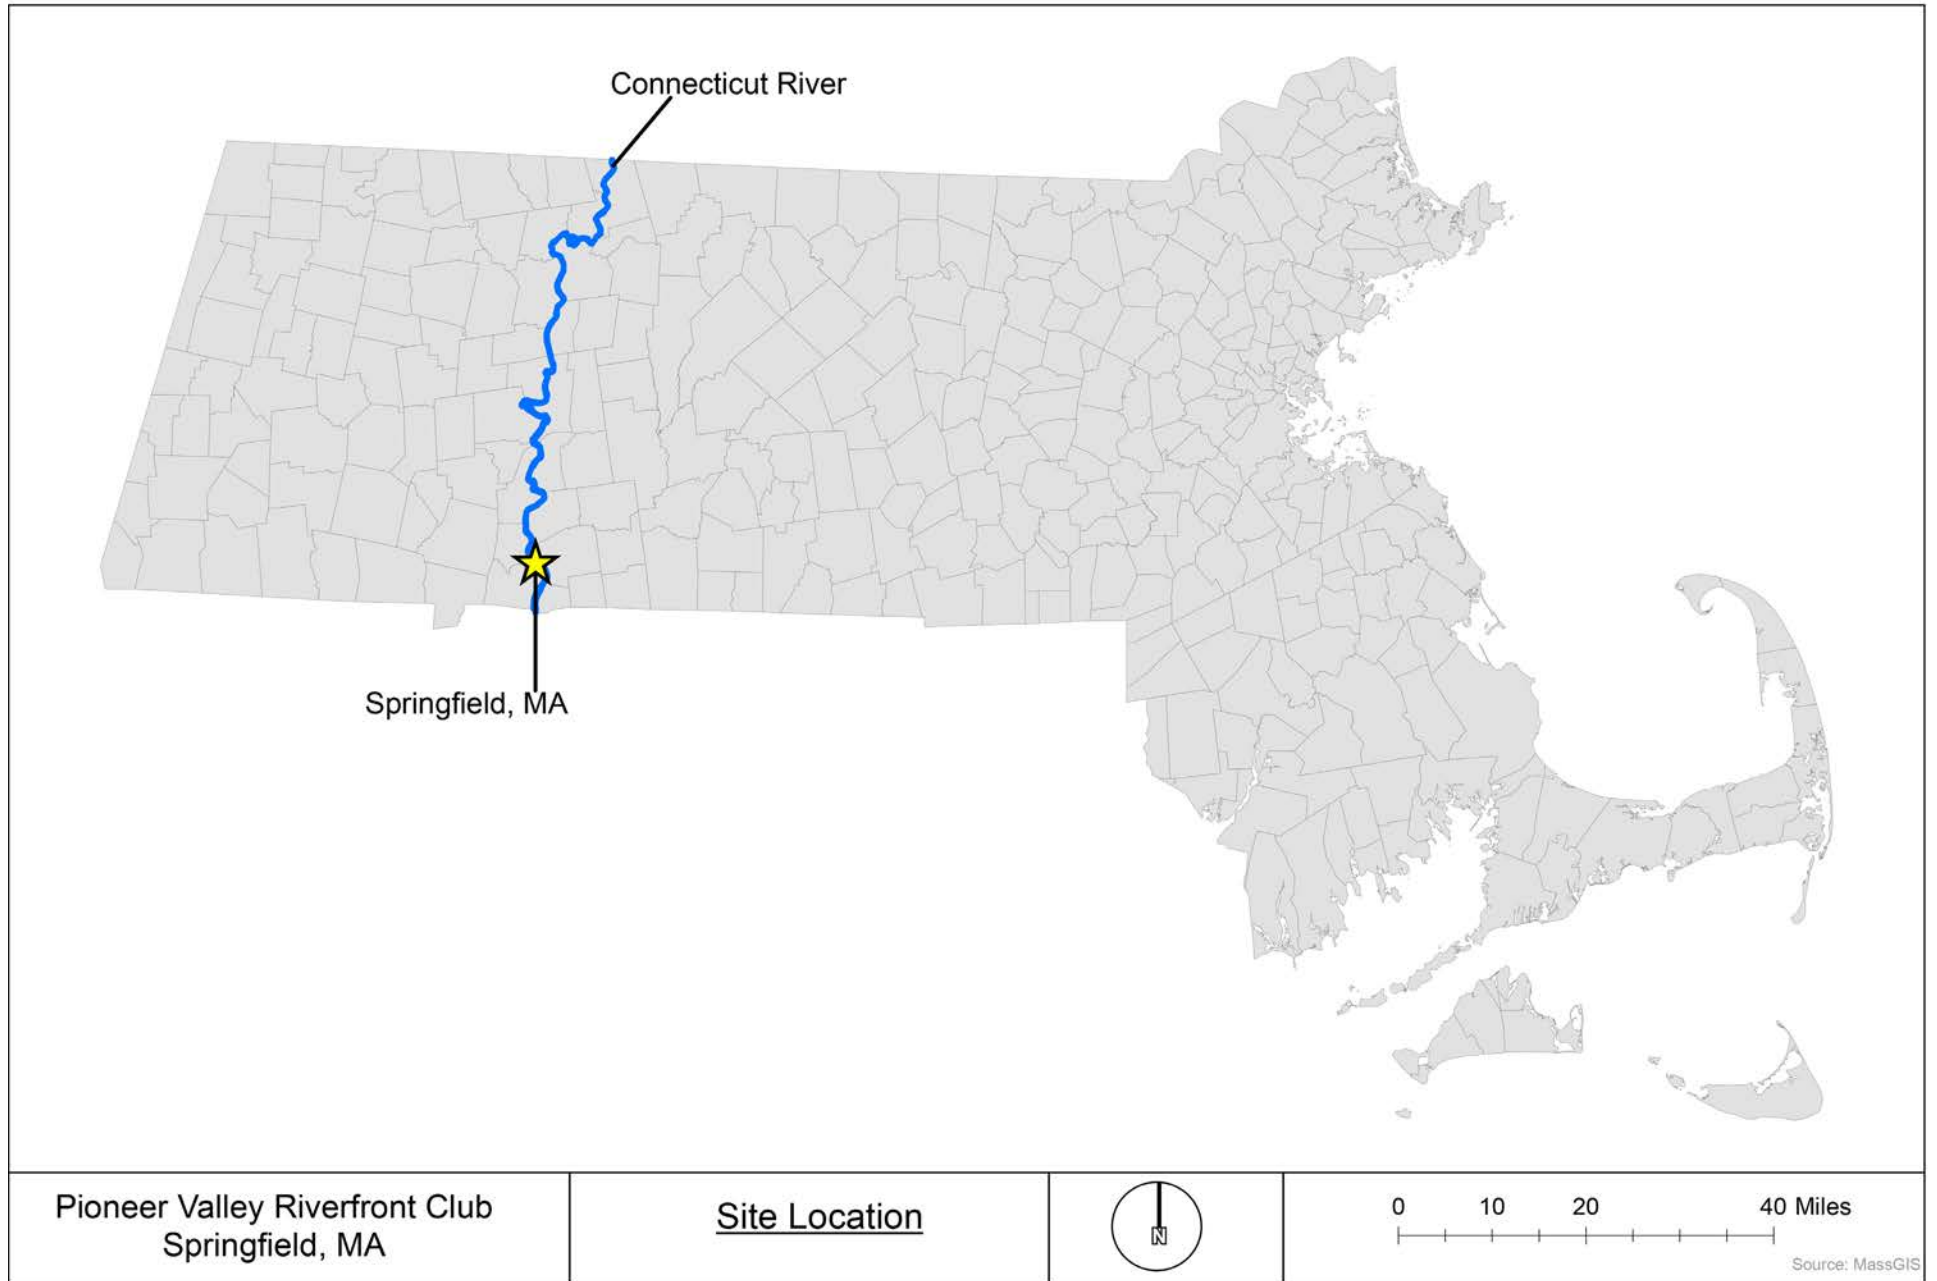 Connecticut River
Springfield, MA
Pioneer Valley Riverfront Club
Springfield, MA
Site Location
N
0 10 20 40 Miles
Source: MassGIS